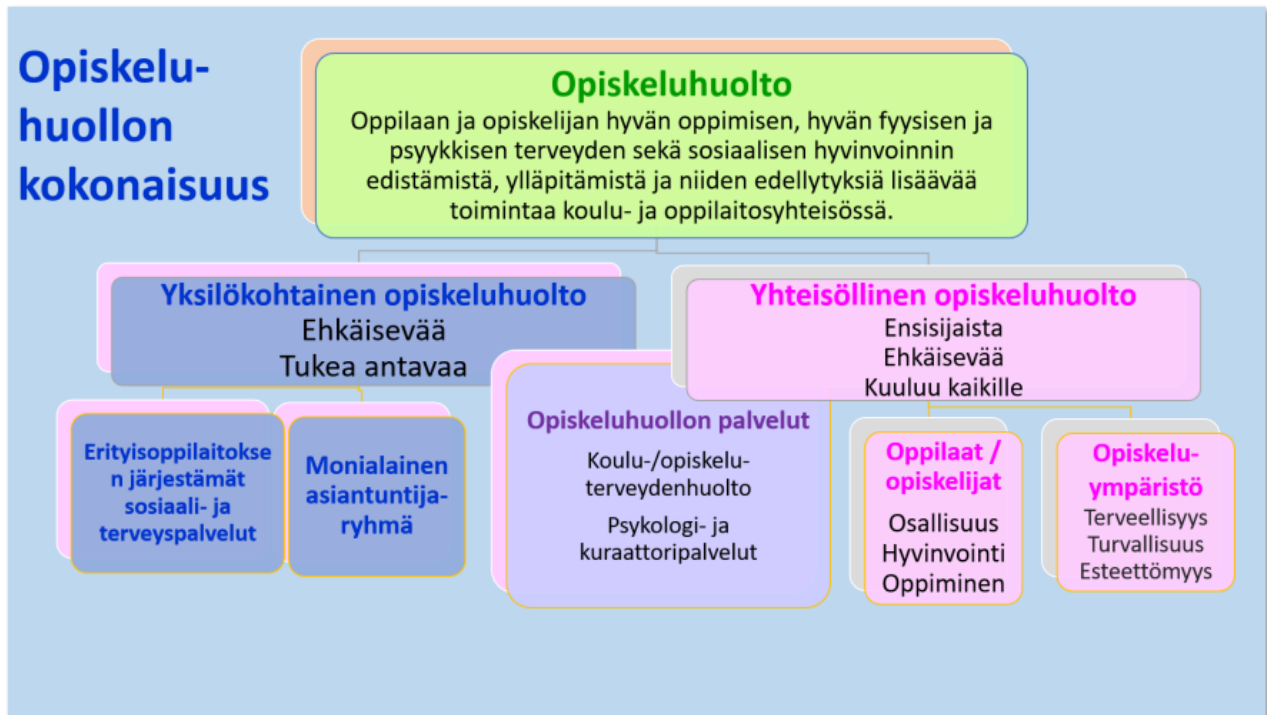 Opiskelu-
huollon
kokonaisuus
Opiskeluhuolto
Oppilaan ja opiskelijan hyvän oppimisen, hyvän fyysisen ja
psyykkisen terveyden sekä sosiaalisen hyvinvoinnin
edistämistä, ylläpitämistä ja niiden edellytyksiä lisäävää
toimintaa koulu- ja oppilaitosyhteisössä.
Yksilökohtainen opiskeluhuolto
Ehkäisevää
Tukea antavaa
Yhteisöllinen opiskeluhuolto
Ensisijaista
Ehkäisevää
Kuuluu kaikille
Erityisoppilaitokse
n järjestämät
sosiaali- ja
terveyspalvelut
Monialainen
asiantuntija-
ryhmä
Opiskeluhuollon palvelut
Koulu-/opiskelu-
terveydenhuolto
Psykologi- ja
kuraattoripalvelut
Oppilaat /
opiskelijat
Osallisuus
Hyvinvointi
Oppiminen
Opiskelu-
ympäristö
Terveellisyys
Turvallisuus
Esteettömyys